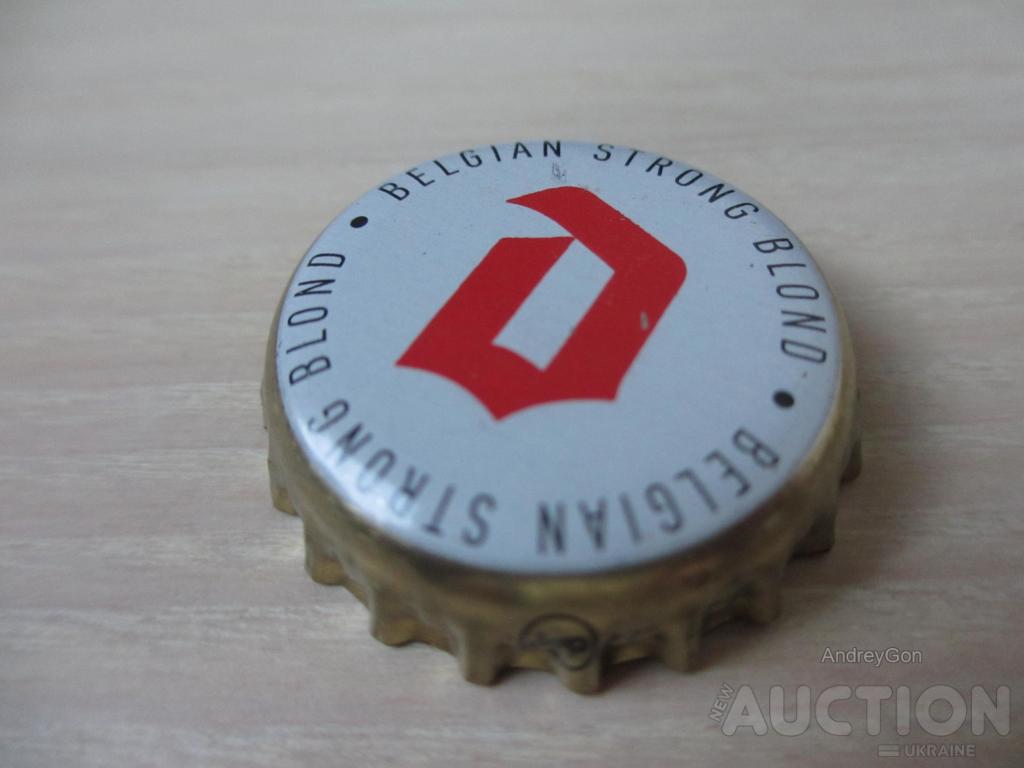 • BELGIAN STRONG BLOND
• BELGIAN STRONG BLOND
D
AndreyGon
NEW AUCTION
UKRAINE